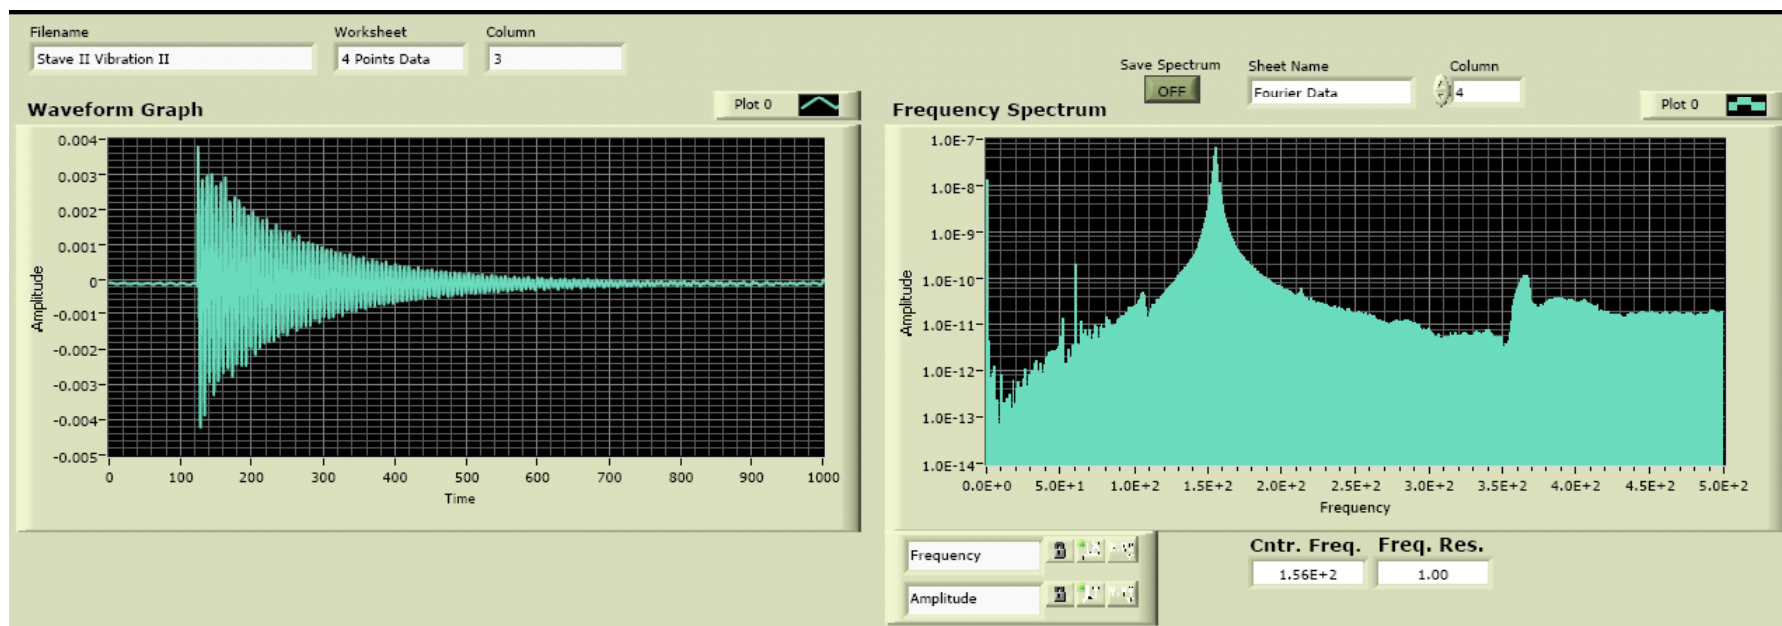 Filename
Worksheet
Column
Stave II Vibration II
4 Points Data
3
Save Spectrum
Sheet Name
Column
OFF
Fourier Data
4
Waveform Graph
Plot 0
Frequency Spectrum
Plot 0
Amplitude
0.004
0.003
0.002
0.001
0
-0.001
-0.002
-0.003
-0.004
-0.005
0 100 200 300 400 500 600 700 800 900 1000
Time
Amplitude
1.0E-7
1.0E-8
1.0E-9
1.0E-10
1.0E-11
1.0E-12
1.0E-13
1.0E-14
0.0E+0 5.0E+1 1.0E+2 1.5E+2 2.0E+2 2.5E+2 3.0E+2 3.5E+2 4.0E+2 4.5E+2 5.0E+2
Frequency
Frequency
Amplitude
Cntr. Freq.
Freq. Res.
1.56E+2
1.00